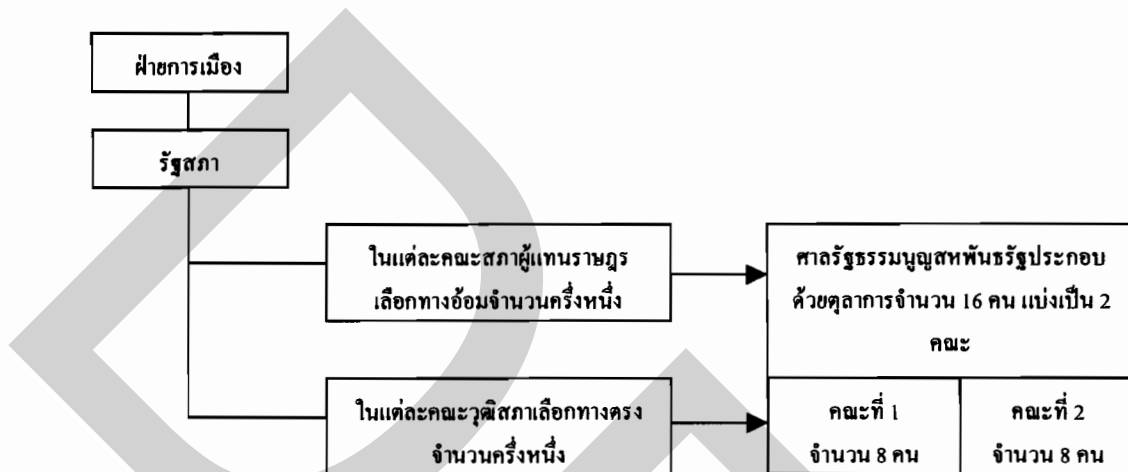 ฝ่ายการเมือง
รัฐสภา
ในแต่ละคณะสภาผู้แทนราษฎร
เลือกทางอ้อมจำนวนครึ่งหนึ่ง
ศาลรัฐธรรมนูญสหพันธรัฐประกอบ
ด้วยตุลาการจำนวน 16 คน แบ่งเป็น 2
คณะ
ในแต่ละคณะวุฒิสภาเลือกทางตรง
จำนวนครึ่งหนึ่ง
คณะที่ 1
จำนวน 8 คน
คณะที่ 2
จำนวน 8 คน